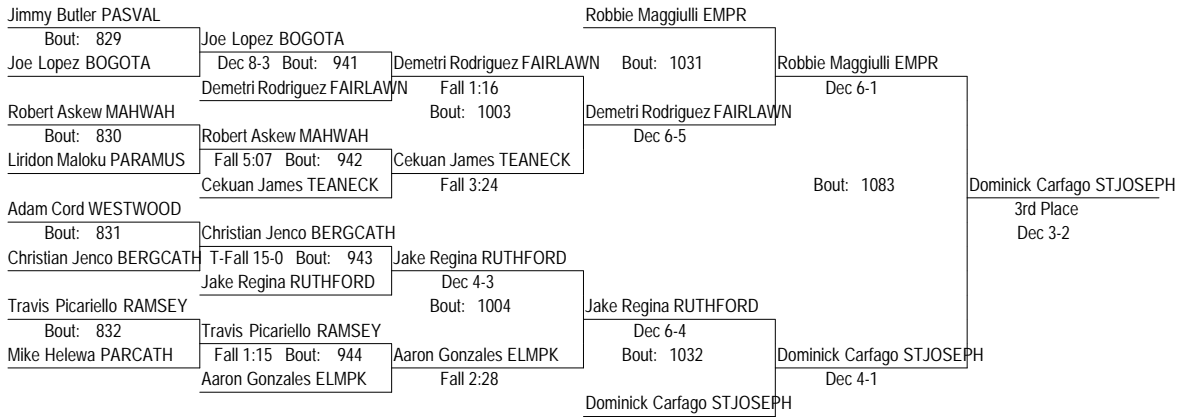 Jimmy Butler PASVAL
Bout: 829
Joe Lopez BOGOTA
Robert Askew MAHWAH
Bout: 830
Liridon Maloku PARAMUS
Adam Cord WESTWOOD
Bout: 831
Christian Jenco BERGCATH
Travis Picariello RAMSEY
Bout: 832
Mike Helewa PARCATH
Joe Lopez BOGOTA
Dec 8-3 Bout: 941
Demetri Rodriguez FAIRLAWN
Robert Askew MAHWAH
Fall 5:07 Bout: 942
Cekuan James TEANECK
Christian Jenco BERGCATH
T-Fall 15-0 Bout: 943
Jake Regina RUTHFORD
Travis Picariello RAMSEY
Fall 1:15 Bout: 944
Aaron Gonzales ELMPK
Demetri Rodriguez FAIRLAWN
Fall 1:16
Bout: 1003
Cekuan James TEANECK
Fall 3:24
Jake Regina RUTHFORD
Dec 4-3
Bout: 1004
Aaron Gonzales ELMPK
Fall 2:28
Robbie Maggiulli EMPR
Bout: 1031
Demetri Rodriguez FAIRLAWN
Dec 6-5
Jake Regina RUTHFORD
Dec 6-4
Bout: 1032
Dominick Carfago STJOSEPH
Robbie Maggiulli EMPR
Dec 6-1
Bout: 1083
Dominick Carfago STJOSEPH
Dec 4-1
Dominick Carfago STJOSEPH
3rd Place
Dec 3-2